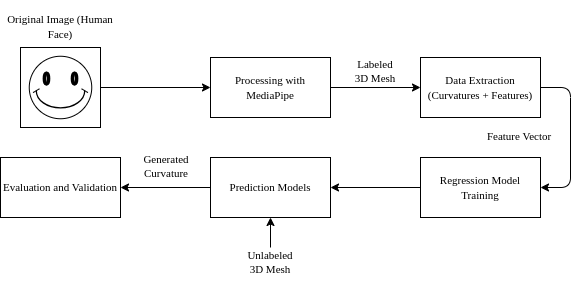 Original Image (Human
Face)
Processing with
MediaPipe
Labeled
3D Mesh
Data Extraction
(Curvatures + Features)
Feature Vector
Regression Model
Training
Prediction Models
Unlabeled
3D Mesh
Generated
Curvature
Evaluation and Validation